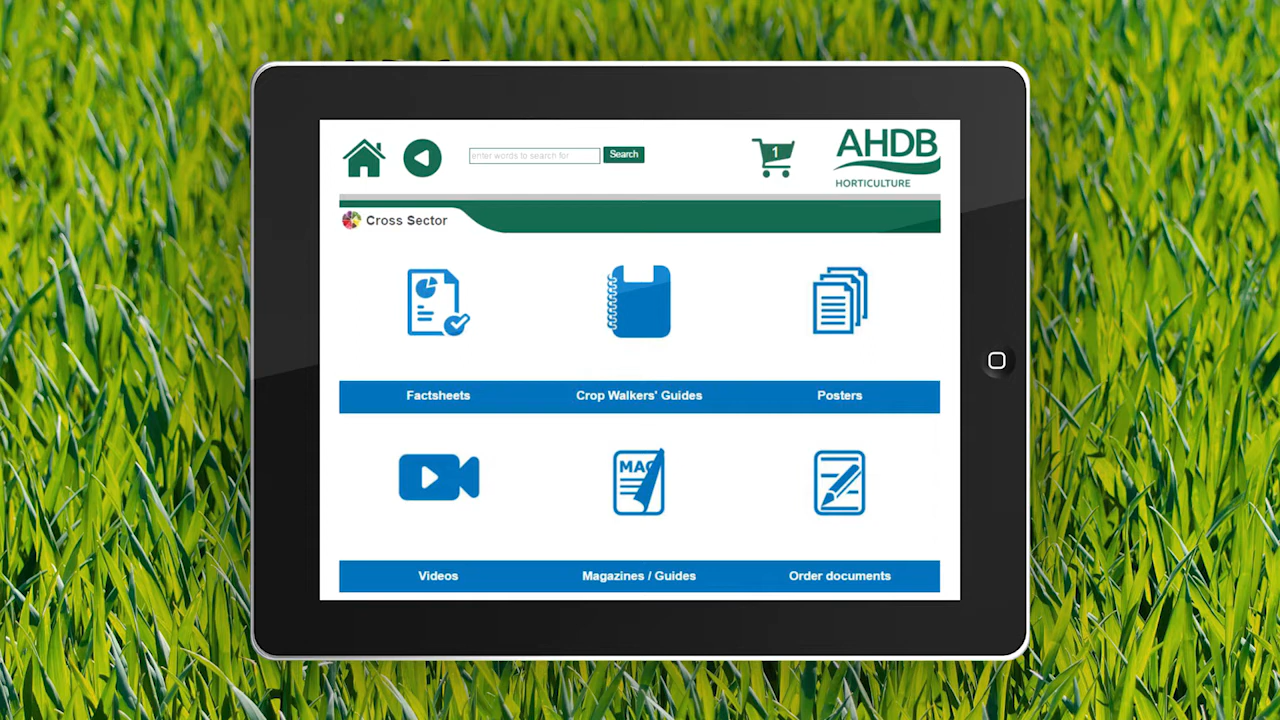 enter words to search for
Search
1
AHDB
HORTICULTURE
Cross Sector
Factsheets
Crop Walkers' Guides
Posters
MAG
Videos
Magazines / Guides
Order documents